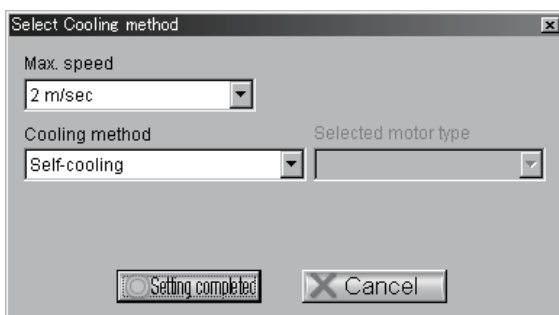 Select Cooling method
Max. speed
2 m/sec
Cooling method
Selected motor type
Self-cooling
Setting completed
Cancel